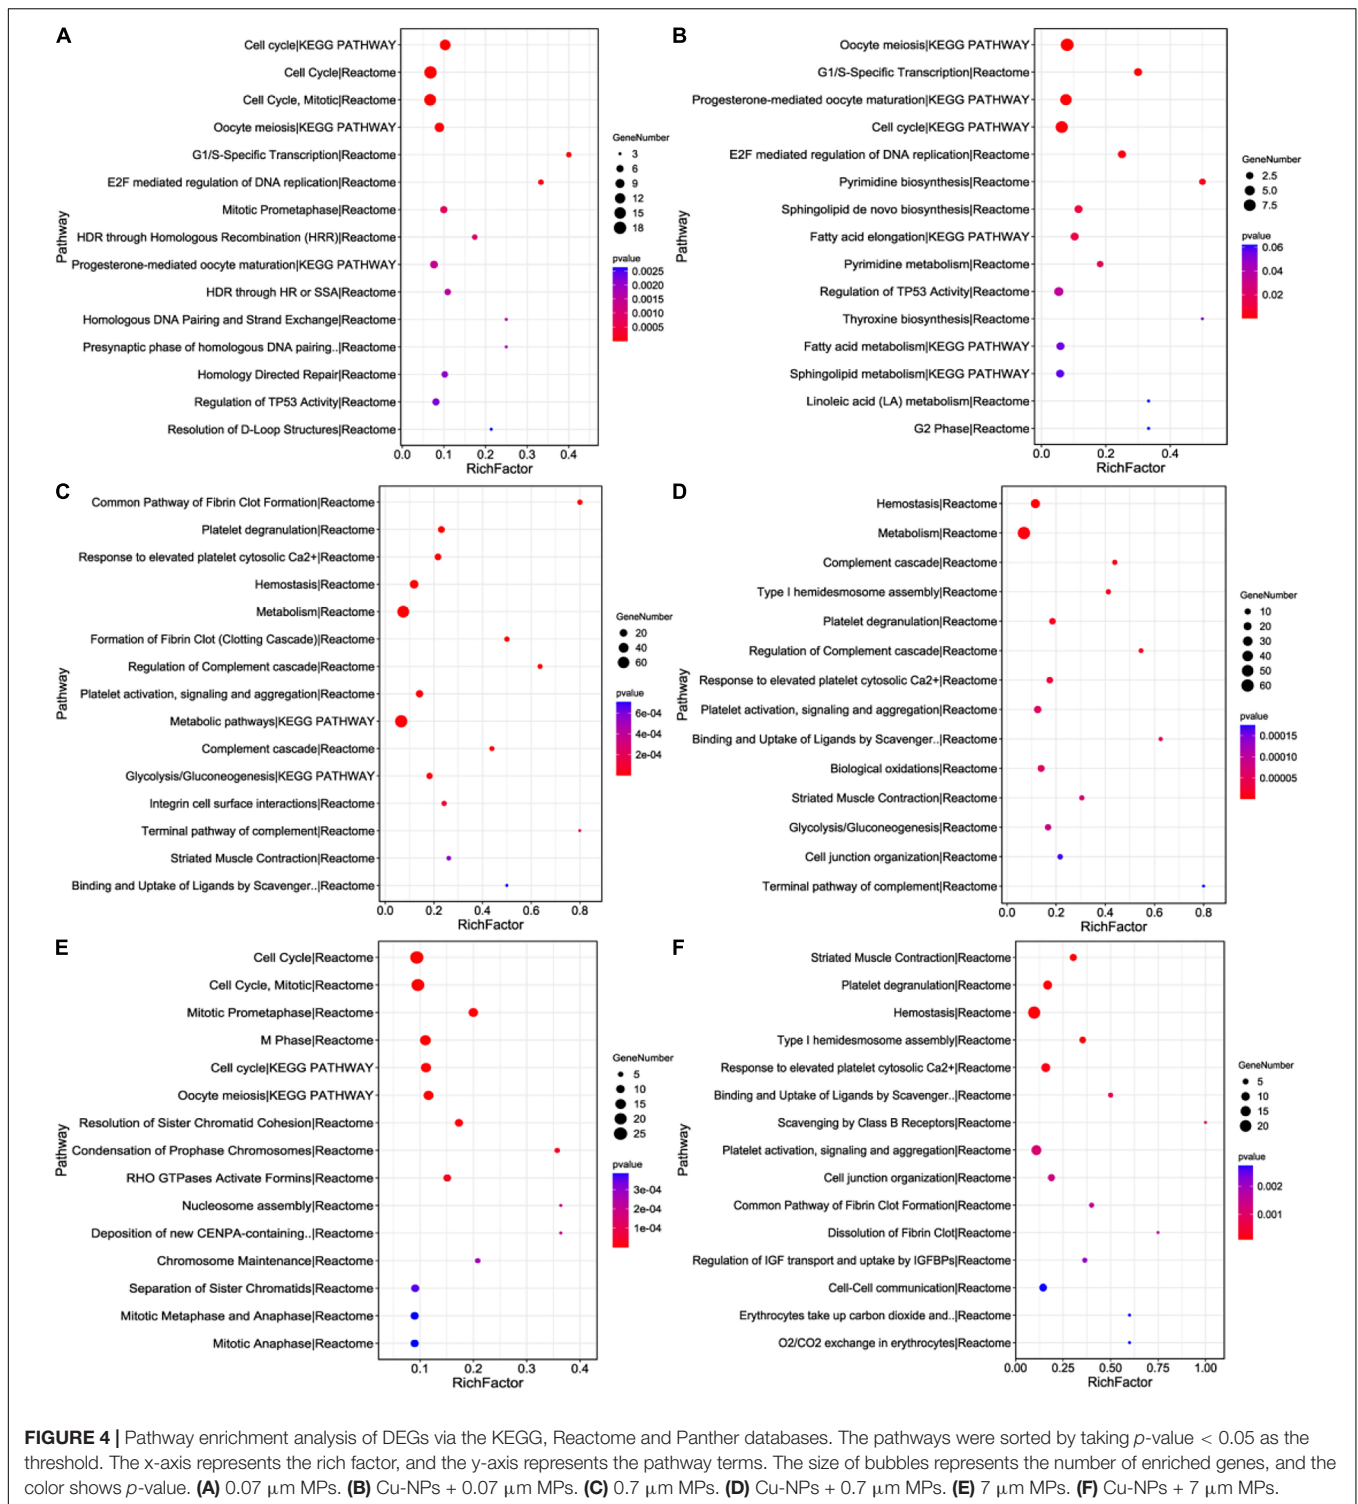 A
Cell cycle|KEGG PATHWAY
Cell Cycle|Reactome
Cell Cycle, Mitotic|Reactome
Oocyte meiosis|KEGG PATHWAY
G1/S-Specific Transcription|Reactome
E2F mediated regulation of DNA replication|Reactome
Mitotic Prometaphase|Reactome
HDR through Homologous Recombination (HRR)|Reactome
Progesterone-mediated oocyte maturation|KEGG PATHWAY
HDR through HR or SSA|Reactome
Homologous DNA Pairing and Strand Exchange|Reactome
Presynaptic phase of homologous DNA pairing..|Reactome
Homology Directed Repair|Reactome
Regulation of TP53 Activity|Reactome
Resolution of D-Loop Structures|Reactome
Pathway
0.0 0.1 0.2 0.3 0.4
RichFactor
GeneNumber
3
6
9
12
15
18
pvalue
0.0025
0.0020
0.0015
0.0010
0.0005
B
Oocyte meiosis|KEGG PATHWAY
G1/S-Specific Transcription|Reactome
Progesterone-mediated oocyte maturation|KEGG PATHWAY
Cell cycle|KEGG PATHWAY
E2F mediated regulation of DNA replication|Reactome
Pyrimidine biosynthesis|Reactome
Sphingolipid de novo biosynthesis|Reactome
Fatty acid elongation|KEGG PATHWAY
Pyrimidine metabolism|Reactome
Regulation of TP53 Activity|Reactome
Thyroxine biosynthesis|Reactome
Fatty acid metabolism|KEGG PATHWAY
Sphingolipid metabolism|KEGG PATHWAY
Linoleic acid (LA) metabolism|Reactome
G2 Phase|Reactome
Pathway
0.0 0.2 0.4
RichFactor
GeneNumber
2.5
5.0
7.5
pvalue
0.06
0.04
0.02
C
Common Pathway of Fibrin Clot Formation|Reactome
Platelet degranulation|Reactome
Response to elevated platelet cytosolic Ca2+|Reactome
Hemostasis|Reactome
Metabolism|Reactome
Formation of Fibrin Clot (Clotting Cascade)|Reactome
Regulation of Complement cascade|Reactome
Platelet activation, signaling and aggregation|Reactome
Metabolic pathways|KEGG PATHWAY
Complement cascade|Reactome
Glycolysis/Gluconeogenesis|KEGG PATHWAY
Integrin cell surface interactions|Reactome
Terminal pathway of complement|Reactome
Striated Muscle Contraction|Reactome
Binding and Uptake of Ligands by Scavenger..|Reactome
Pathway
0.0 0.2 0.4 0.6 0.8
RichFactor
GeneNumber
20
40
60
pvalue
6e-04
4e-04
2e-04
D
Hemostasis|Reactome
Metabolism|Reactome
Complement cascade|Reactome
Type I hemidesmosome assembly|Reactome
Platelet degranulation|Reactome
Regulation of Complement cascade|Reactome
Response to elevated platelet cytosolic Ca2+|Reactome
Platelet activation, signaling and aggregation|Reactome
Binding and Uptake of Ligands by Scavenger..|Reactome
Biological oxidations|Reactome
Striated Muscle Contraction|Reactome
Glycolysis/Gluconeogenesis|Reactome
Cell junction organization|Reactome
Terminal pathway of complement|Reactome
Pathway
0.0 0.2 0.4 0.6 0.8
RichFactor
GeneNumber
10
20
30
40
50
60
pvalue
0.00015
0.00010
0.00005
E
Cell Cycle|Reactome
Cell Cycle, Mitotic|Reactome
Mitotic Prometaphase|Reactome
M Phase|Reactome
Cell cycle|KEGG PATHWAY
Oocyte meiosis|KEGG PATHWAY
Resolution of Sister Chromatid Cohesion|Reactome
Condensation of Prophase Chromosomes|Reactome
RHO GTPases Activate Formins|Reactome
Nucleosome assembly|Reactome
Deposition of new CENPA-containing..|Reactome
Chromosome Maintenance|Reactome
Separation of Sister Chromatids|Reactome
Mitotic Metaphase and Anaphase|Reactome
Mitotic Anaphase|Reactome
Pathway
0.1 0.2 0.3 0.4
RichFactor
GeneNumber
5
10
15
20
25
pvalue
3e-04
2e-04
1e-04
F
Striated Muscle Contraction|Reactome
Platelet degranulation|Reactome
Hemostasis|Reactome
Type I hemidesmosome assembly|Reactome
Response to elevated platelet cytosolic Ca2+|Reactome
Binding and Uptake of Ligands by Scavenger..|Reactome
Scavenging by Class B Receptors|Reactome
Platelet activation, signaling and aggregation|Reactome
Cell junction organization|Reactome
Common Pathway of Fibrin Clot Formation|Reactome
Dissolution of Fibrin Clot|Reactome
Regulation of IGF transport and uptake by IGFBPs|Reactome
Cell-Cell communication|Reactome
Erythrocytes take up carbon dioxide and..|Reactome
O2/CO2 exchange in erythrocytes|Reactome
Pathway
0.00 0.25 0.50 0.75 1.00
RichFactor
GeneNumber
5
10
15
20
pvalue
0.002
0.001
FIGURE 4 | Pathway enrichment analysis of DEGs via the KEGG, Reactome and Panther databases. The pathways were sorted by taking p-value < 0.05 as the
threshold. The x-axis represents the rich factor, and the y-axis represents the pathway terms. The size of bubbles represents the number of enriched genes, and the
color shows p-value. (A) 0.07 μm MPs. (B) Cu-NPs + 0.07 μm MPs. (C) 0.7 μm MPs. (D) Cu-NPs + 0.7 μm MPs. (E) 7 μm MPs. (F) Cu-NPs + 7 μm MPs.